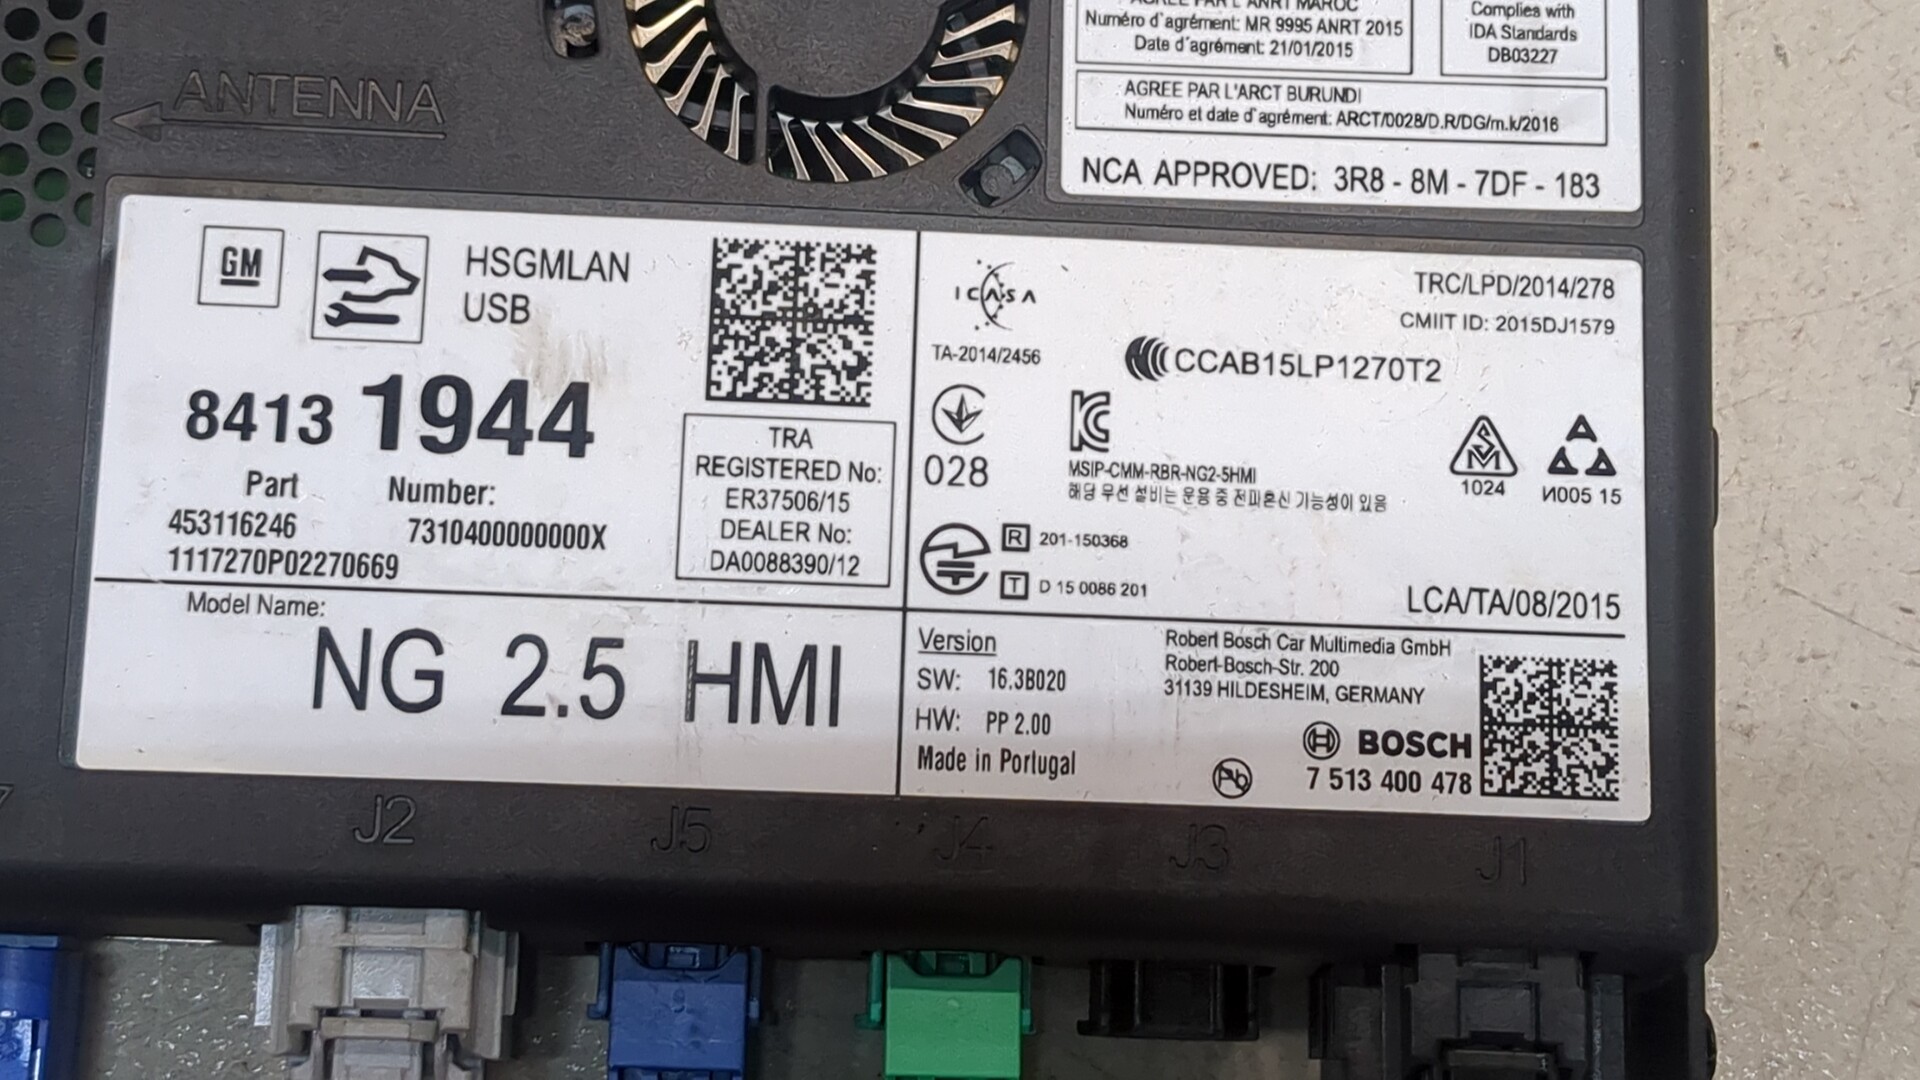 ANTENNA
AGREE PAR L'ANRT MAROC
Numéro d'agrément: MR 9995 ANRT 2015
Date d'agrément: 21/01/2015
Complies with
IDA Standards
DB03227
AGREE PAR L'ARCT BURUNDI
Numéro et date d'agrément: ARCT/0028/D.R/DG/m.k/2016
NCA APPROVED: 3R8 - 8M - 7DF - 183
GM
HSGMLAN
USB
8413 1944
Part Number:
453116246 7310400000000X
1117270P02270669
TRA
REGISTERED No:
ER37506/15
DEALER No:
DA0088390/12
Model Name:
NG 2.5 HMI
ICASA
TA-2014/2456
TRC/LPD/2014/278
CMIIT ID: 2015DJ1579
CCAB15LP1270T2
028
MSIP-CMM-RBR-NG2-5HMI
해당 무선 설비는 운용 중 전파혼신 가능성이 있음
1024
И005 15
R 201-150368
T D 15 0086 201
LCA/TA/08/2015
Version
SW: 16.3B020
HW: PP 2.00
Made in Portugal
Robert Bosch Car Multimedia GmbH
Robert-Bosch-Str. 200
31139 HILDESHEIM, GERMANY
Pb
BOSCH
7 513 400 478
J2
J5
J4
J3
J1